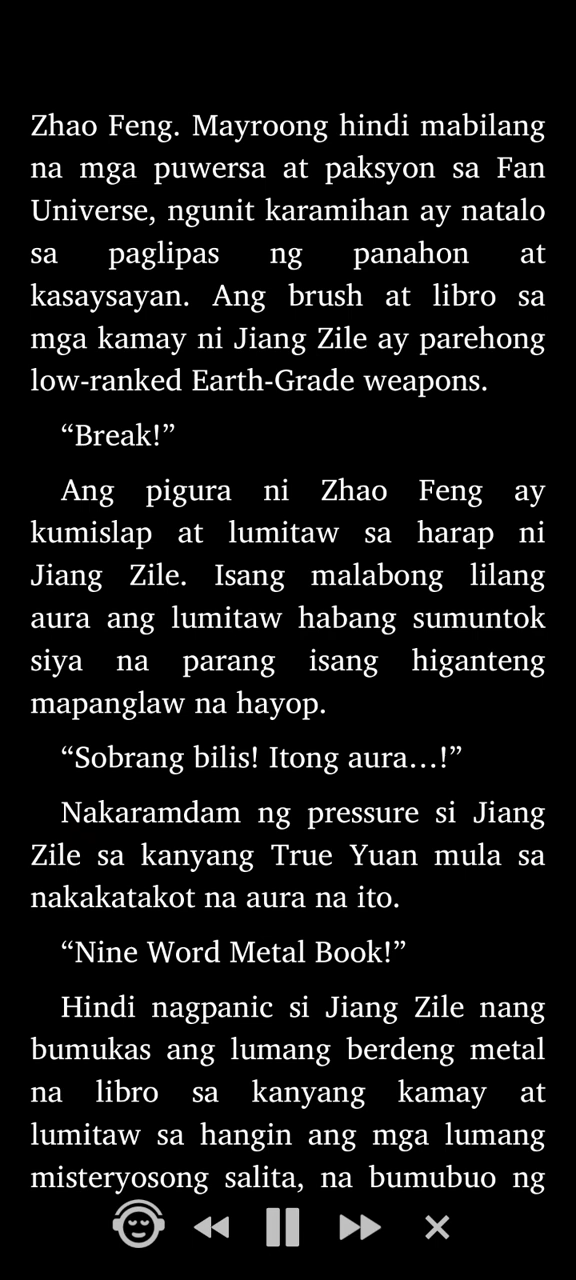 Zhao Feng. Mayroong hindi mabilang
na mga puwersa at paksyon sa Fan
Universe, ngunit karamihan ay natalo
sa paglipas ng panahon at
kasaysayan. Ang brush at libro sa
mga kamay ni Jiang Zile ay parehong
low-ranked Earth-Grade weapons.
“Break!”
Ang pigura ni Zhao Feng ay
kumislap at lumitaw sa harap ni
Jiang Zile. Isang malabong lilang
aura ang lumitaw habang sumuntok
siya na parang isang higanteng
mapanglaw na hayop.
“Sobrang bilis! Itong aura…!”
Nakaramdam ng pressure si Jiang
Zile sa kanyang True Yuan mula sa
nakakatakot na aura na ito.
“Nine Word Metal Book!”
Hindi nagpanic si Jiang Zile nang
bumukas ang lumang berdeng metal
na libro sa kanyang kamay at
lumitaw sa hangin ang mga lumang
misteryosong salita, na bumubuo ng